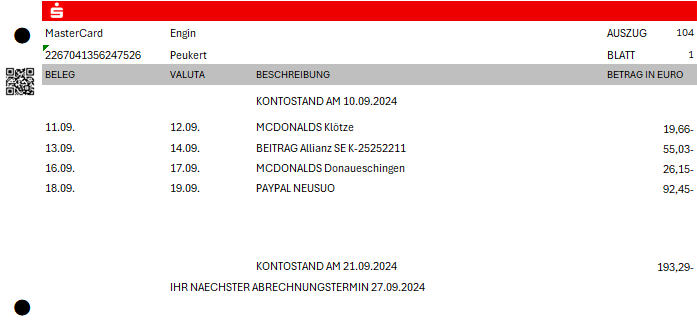 MasterCard Engin AUSZUG 104
2267041356247526 Peukert BLATT 1
BELEG VALUTA BESCHREIBUNG BETRAG IN EURO
KONTOSTAND AM 10.09.2024
11.09. 12.09. MCDONALDS Klötze 19,66-
13.09. 14.09. BEITRAG Allianz SE K-25252211 55,03-
16.09. 17.09. MCDONALDS Donaueschingen 26,15-
18.09. 19.09. PAYPAL NEUSUO 92,45-
KONTOSTAND AM 21.09.2024 193,29-
IHR NAECHSTER ABRECHNUNGSTERMIN 27.09.2024